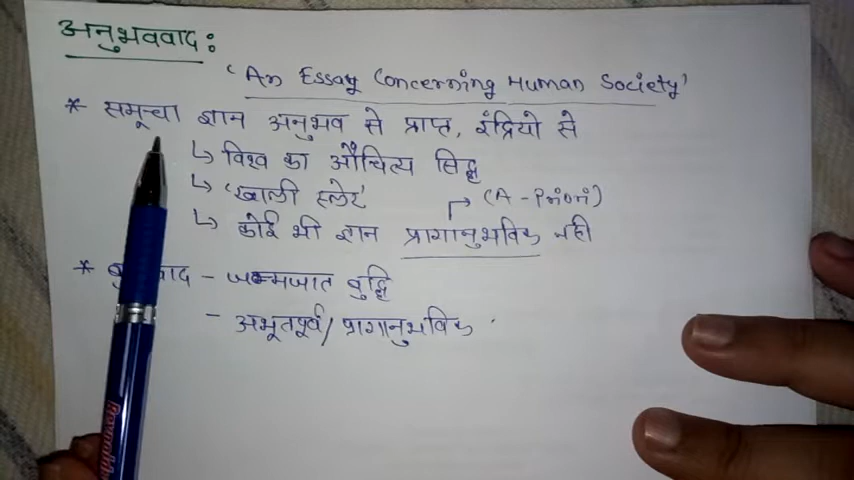 अनुभववाद :
'An Essay Concerning Human Society'
* समूचा ज्ञान अनुभव से प्राप्त, इंद्रियो से
↳ विश्व का औचित्य सिद्ध
↳ 'खाली स्लेट'
→ (A - Priori)
↳ कोई भी ज्ञान प्रागानुभविक नही
* वाद - जन्मजात बुद्धि
- अभूतपूर्व / प्रागानुभविक